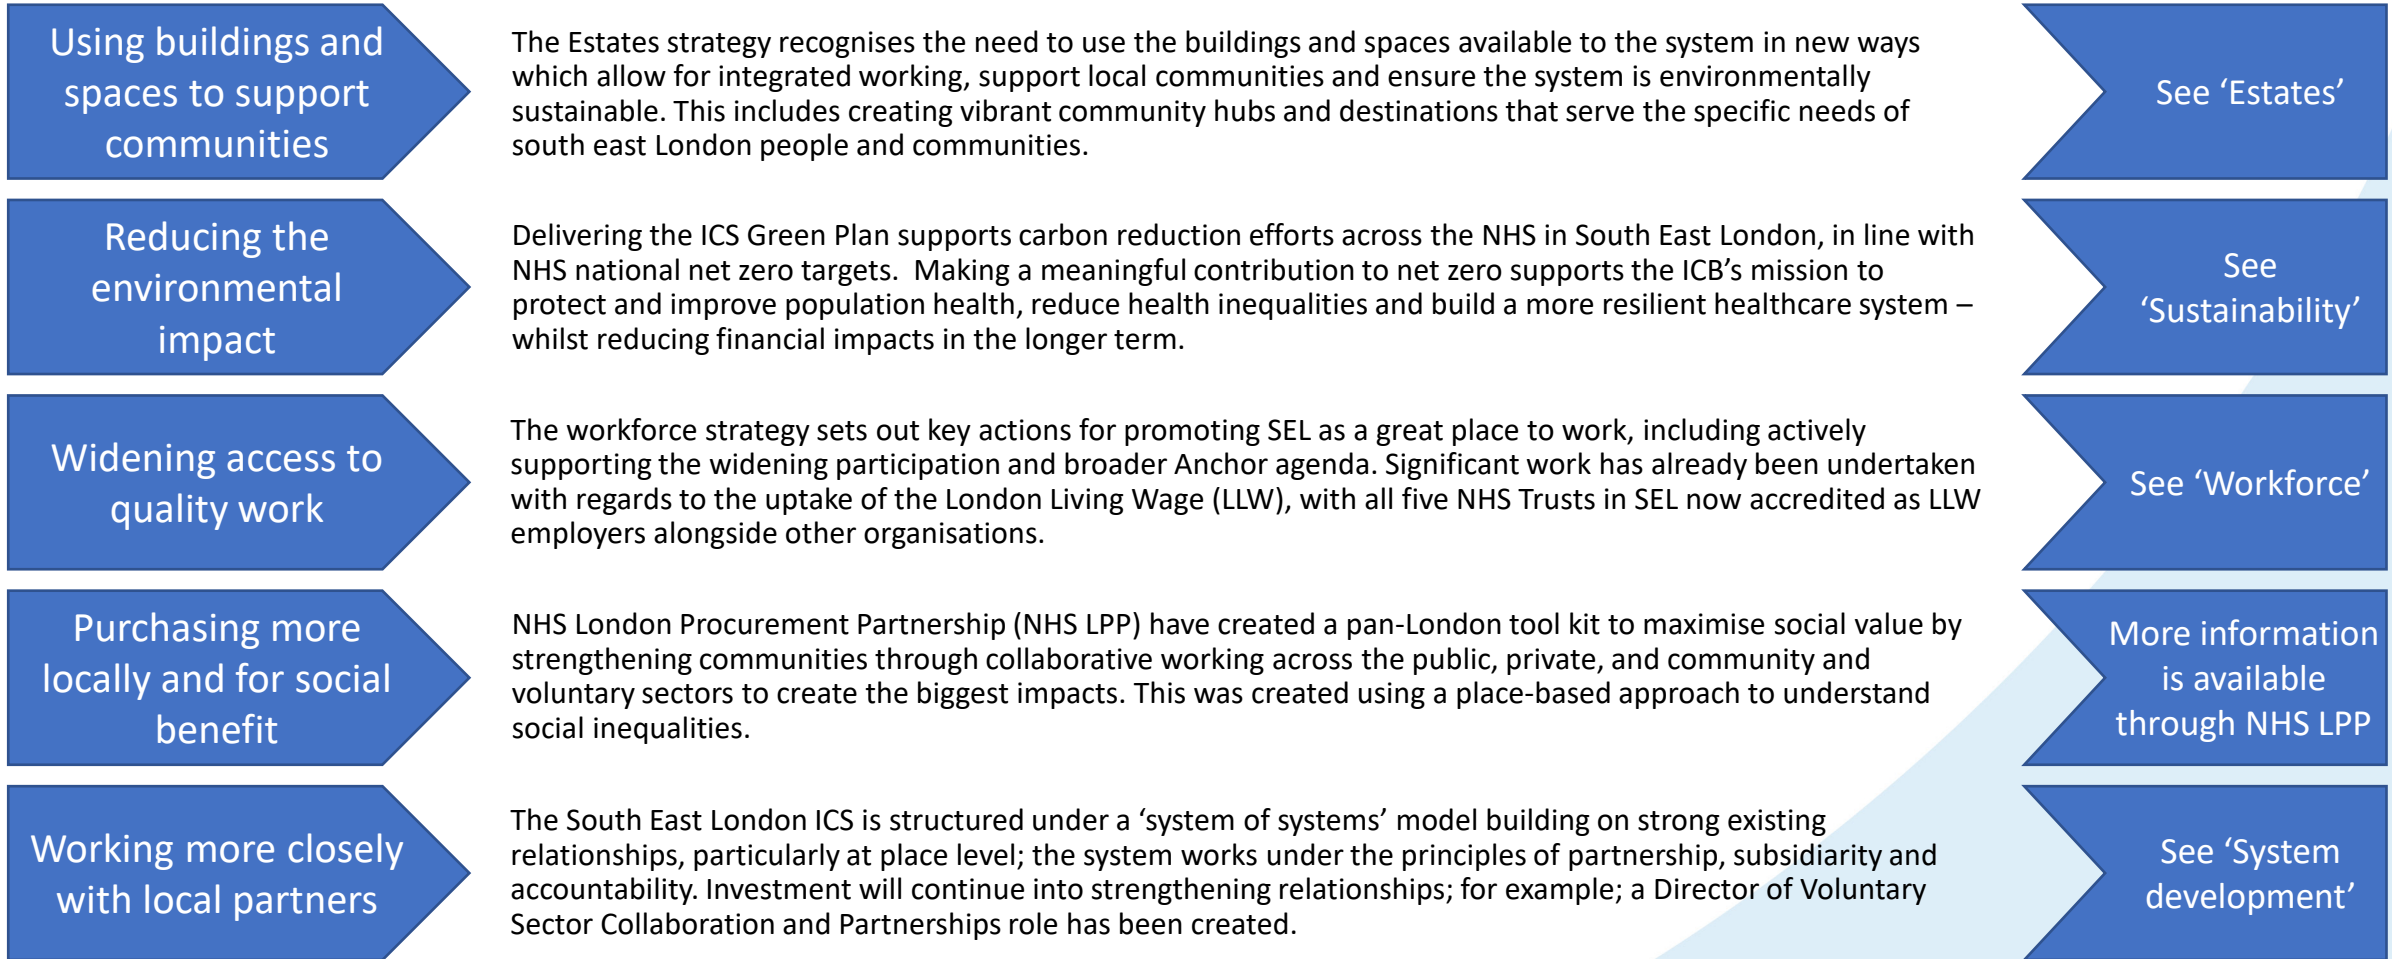 Using buildings and
spaces to support
communities
The Estates strategy recognises the need to use the buildings and spaces available to the system in new ways
which allow for integrated working, support local communities and ensure the system is environmentally
sustainable. This includes creating vibrant community hubs and destinations that serve the specific needs of
south east London people and communities.
See ‘Estates’
Reducing the
environmental
impact
Delivering the ICS Green Plan supports carbon reduction efforts across the NHS in South East London, in line with
NHS national net zero targets.  Making a meaningful contribution to net zero supports the ICB’s mission to
protect and improve population health, reduce health inequalities and build a more resilient healthcare system –
whilst reducing financial impacts in the longer term.
See
‘Sustainability’
Widening access to
quality work
The workforce strategy sets out key actions for promoting SEL as a great place to work, including actively
supporting the widening participation and broader Anchor agenda. Significant work has already been undertaken
with regards to the uptake of the London Living Wage (LLW), with all five NHS Trusts in SEL now accredited as LLW
employers alongside other organisations.
See ‘Workforce’
Purchasing more
locally and for social
benefit
NHS London Procurement Partnership (NHS LPP) have created a pan-London tool kit to maximise social value by
strengthening communities through collaborative working across the public, private, and community and
voluntary sectors to create the biggest impacts. This was created using a place-based approach to understand
social inequalities.
More information
is available
through NHS LPP
Working more closely
with local partners
The South East London ICS is structured under a ‘system of systems’ model building on strong existing
relationships, particularly at place level; the system works under the principles of partnership, subsidiarity and
accountability. Investment will continue into strengthening relationships; for example; a Director of Voluntary
Sector Collaboration and Partnerships role has been created.
See ‘System
development’